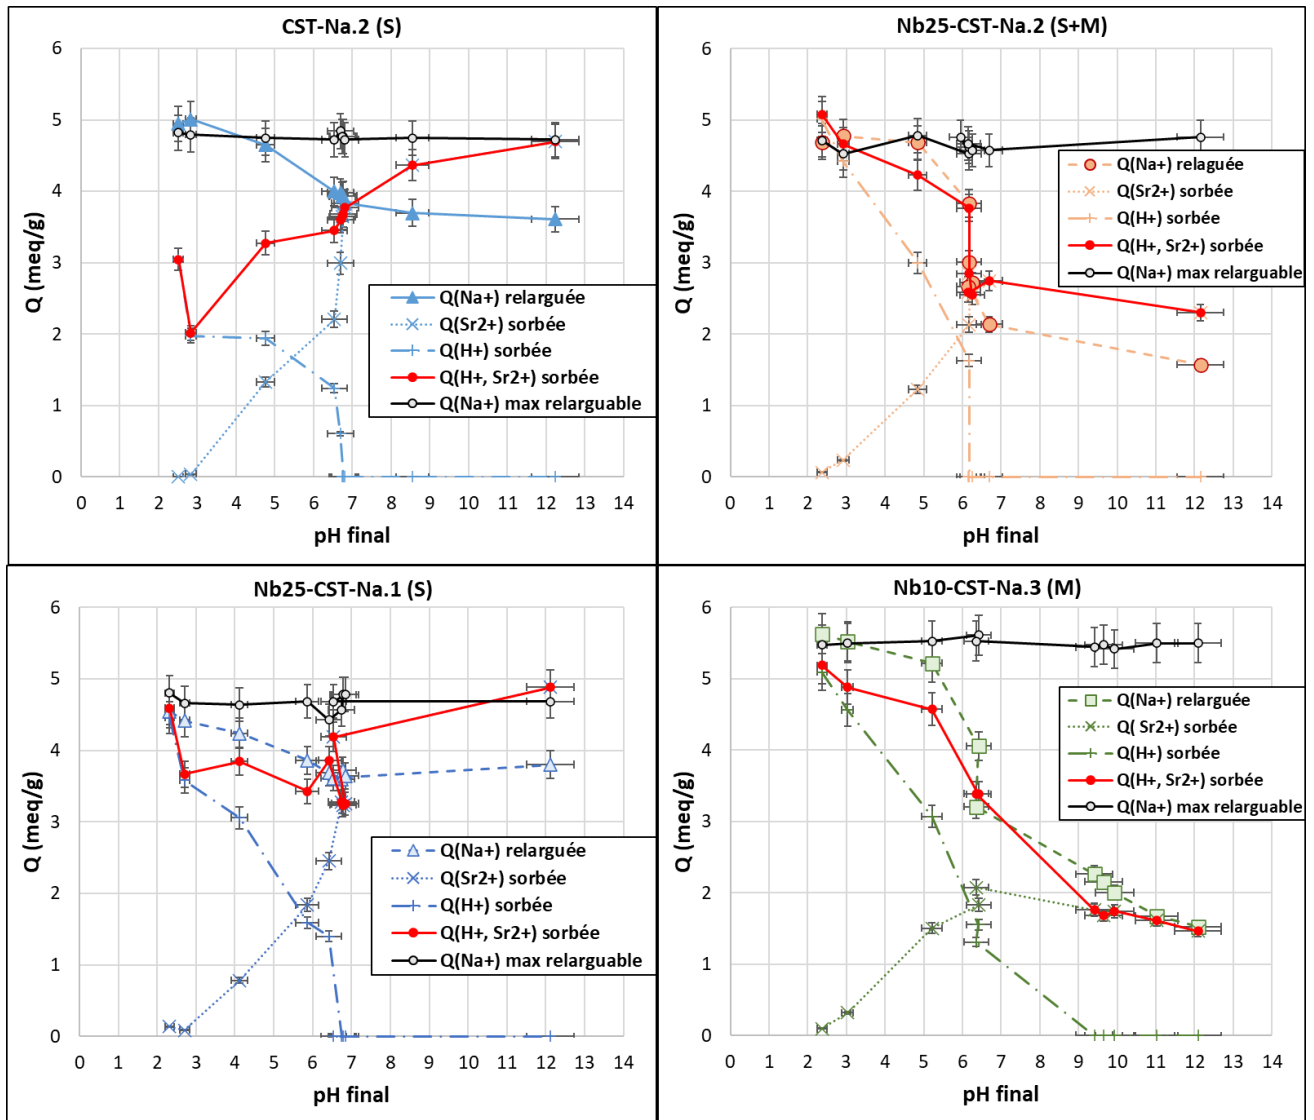 CST-Na.2 (S)
6
5
4
3
2
1
0
Q (meq/g)
0 1 2 3 4 5 6 7 8 9 10 11 12 13 14
pH final
Q(Na+) relarguée
Q(Sr2+) sorbée
Q(H+) sorbée
Q(H+, Sr2+) sorbée
Q(Na+) max relarguable
Nb25-CST-Na.2 (S+M)
6
5
4
3
2
1
0
Q (meq/g)
0 1 2 3 4 5 6 7 8 9 10 11 12 13 14
pH final
Q(Na+) relaguée
Q(Sr2+) sorbée
Q(H+) sorbée
Q(H+, Sr2+) sorbée
Q(Na+) max relarguable
Nb25-CST-Na.1 (S)
6
5
4
3
2
1
0
Q (meq/g)
0 1 2 3 4 5 6 7 8 9 10 11 12 13 14
pH final
Q(Na+) relarguée
Q(Sr2+) sorbée
Q(H+) sorbée
Q(H+, Sr2+) sorbée
Q(Na+) max relarguable
Nb10-CST-Na.3 (M)
6
5
4
3
2
1
0
Q (meq/g)
0 1 2 3 4 5 6 7 8 9 10 11 12 13 14
pH final
Q(Na+) relarguée
Q( Sr2+) sorbée
Q(H+) sorbée
Q(H+, Sr2+) sorbée
Q(Na+) max relarguable